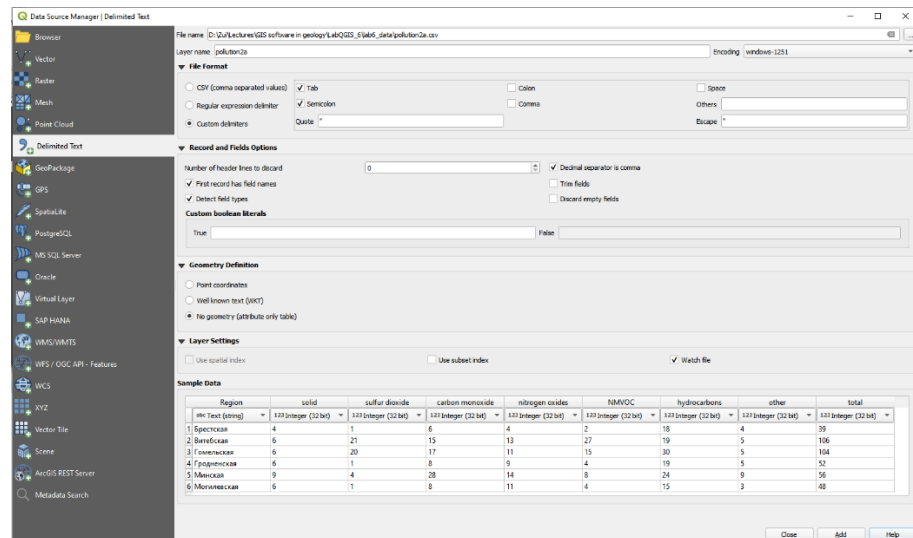 Data Source Manager | Delimited Text
Browser
Vector
Raster
Mesh
Point Cloud
Delimited Text
GeoPackage
GPS
SpatiaLite
PostgreSQL
MS SQL Server
Oracle
Virtual Layer
SAP HANA
WMS/WMTS
WFS / OGC API - Features
WCS
XYZ
Vector Tile
Scene
ArcGIS REST Server
Metadata Search
File name D:\Zui\Lectures\GIS software in geology\LabQGIS_6\lab6_data\polution2a.csv
Layer name polution2a Encoding windows-1251
File Format
CSV (comma separated values) Tab Colon Space
Regular expression delimiter Semicolon Comma Others
Custom delimiters Quote " Escape "
Record and Fields Options
Number of header lines to discard 0 Decimal separator is comma
First record has field names Trim fields
Detect field types Discard empty fields
Custom boolean literals
True False
Geometry Definition
Point coordinates
Well known text (WKT)
No geometry (attribute only table)
Layer Settings
Use spatial index Use subset index Watch file
Sample Data
Region solid sulfur dioxide carbon monoxide nitrogen oxides NMVOC hydrocarbons other total
abc Text (string) 123 Integer (32 bit) 123 Integer (32 bit) 123 Integer (32 bit) 123 Integer (32 bit) 123 Integer (32 bit) 123 Integer (32 bit) 123 Integer (32 bit) 123 Integer (32 bit)
1 Брестская 4 1 6 4 2 18 4 39
2 Витебская 6 21 15 13 27 19 5 106
3 Гомельская 6 20 17 11 15 30 5 104
4 Гродненская 6 1 8 9 4 19 5 52
5 Минская 9 4 28 14 8 24 9 56
6 Могилевская 6 1 8 11 4 15 3 48
Close Add Help